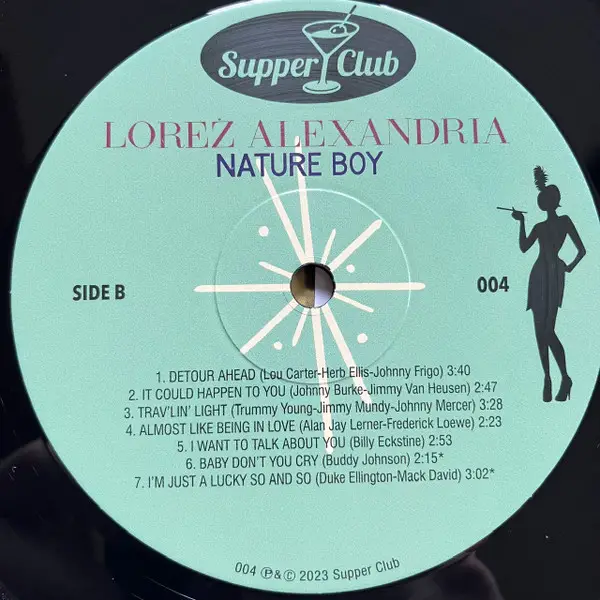 Supper Club
LOREZ ALEXANDRIA
NATURE BOY
SIDE B
004
1. DETOUR AHEAD (Lou Carter-Herb Ellis-Johnny Frigo) 3:40
2. IT COULD HAPPEN TO YOU (Johnny Burke-Jimmy Van Heusen) 2:47
3. TRAV'LIN' LIGHT (Trummy Young-Jimmy Mundy-Johnny Mercer) 3:28
4. ALMOST LIKE BEING IN LOVE (Alan Jay Lerner-Frederick Loewe) 2:23
5. I WANT TO TALK ABOUT YOU (Billy Eckstine) 2:53
6. BABY DON'T YOU CRY (Buddy Johnson) 2:15*
7. I'M JUST A LUCKY SO AND SO (Duke Ellington-Mack David) 3:02*
004 ℗&© 2023 Supper Club